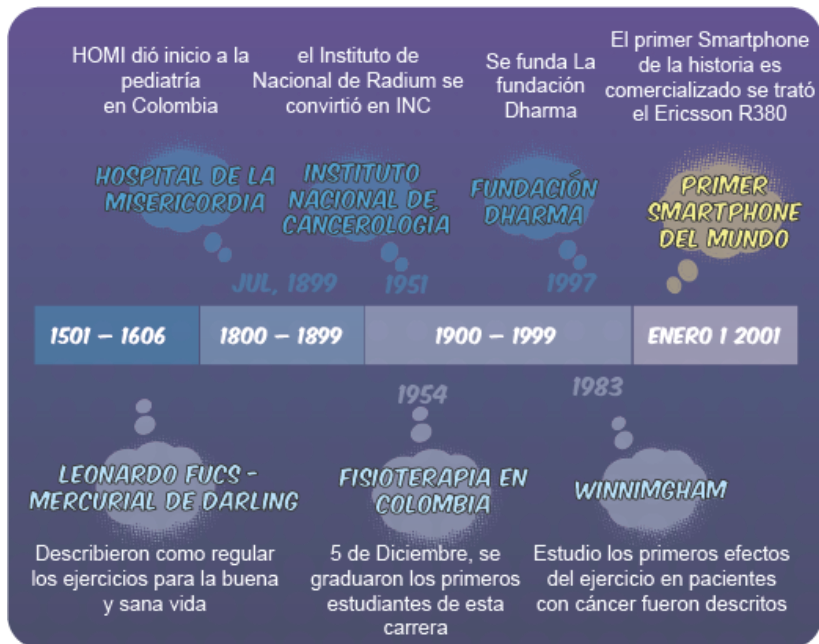 HOMI dió inicio a la
pediatría
en Colombia
el Instituto de
Nacional de Radium se
convirtió en INC
Se funda La
fundación
Dharma
El primer Smartphone
de la historia es
comercializado se trató
el Ericsson R380
HOSPITAL DE LA
MISERICORDIA
INSTITUTO
NACIONAL DE
CANCEROLOGÍA
FUNDACIÓN
DHARMA
PRIMER
SMARTPHONE
DEL MUNDO
JUL, 1899
1951
1997
1501 – 1606
1800 – 1899
1900 – 1999
ENERO 1 2001
1954
1983
LEONARDO FUCS –
MERCURIAL DE DARLING
FISIOTERAPIA EN
COLOMBIA
WINNIMGHAM
Describieron como regular
los ejercicios para la buena
y sana vida
5 de Diciembre, se
graduaron los primeros
estudiantes de esta
carrera
Estudio los primeros efectos
del ejercicio en pacientes
con cáncer fueron descritos